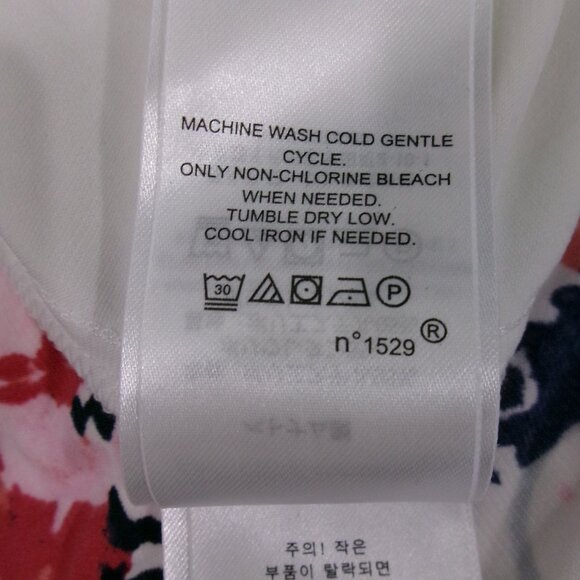 MACHINE WASH COLD GENTLE
CYCLE.
ONLY NON-CHLORINE BLEACH
WHEN NEEDED.
TUMBLE DRY LOW.
COOL IRON IF NEEDED.
30 P
n°1529®
주의! 작은
부품이 탈락되면